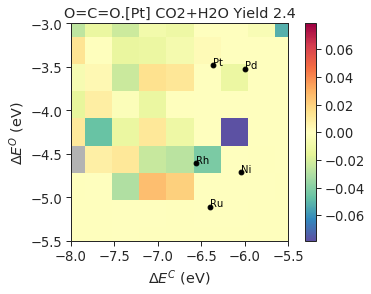 O=C=O.[Pt] CO2+H2O Yield 2.4
−3.0
−3.5
−4.0
−4.5
−5.0
−5.5
ΔE^O (eV)
Pt
Pd
Rh
Ni
Ru
−8.0 −7.5 −7.0 −6.5 −6.0 −5.5
ΔE^C (eV)
0.06
0.04
0.02
0.00
−0.02
−0.04
−0.06